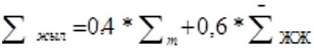 ∑ жыл =0.4 * ∑ т +0,6 * ∑̄ ЖЖ